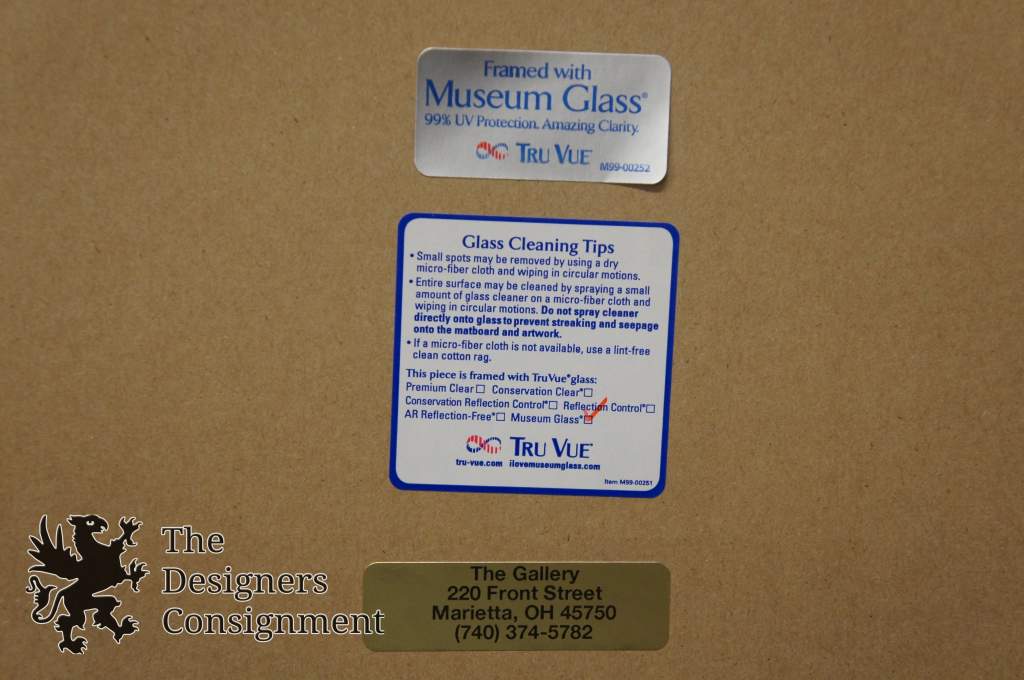 Framed with
Museum Glass®
99% UV Protection. Amazing Clarity.
TRU VUE®
M99-00252
Glass Cleaning Tips
• Small spots may be removed by using a dry
micro-fiber cloth and wiping in circular motions.
• Entire surface may be cleaned by spraying a small
amount of glass cleaner on a micro-fiber cloth and
wiping in circular motions. Do not spray cleaner
directly onto glass to prevent streaking and seepage
onto the matboard and artwork.
• If a micro-fiber cloth is not available, use a lint-free
clean cotton rag.
This piece is framed with Tru Vue® glass:
Premium Clear ☐ Conservation Clear® ☐
Conservation Reflection Control® ☐ Reflection Control® ☐
AR Reflection-Free® ☐ Museum Glass® ☑
TRU VUE®
tru-vue.com ilovemuseumglass.com
Item M99-00251
The Gallery
220 Front Street
Marietta, OH 45750
(740) 374-5782
The
Designers
Consignment